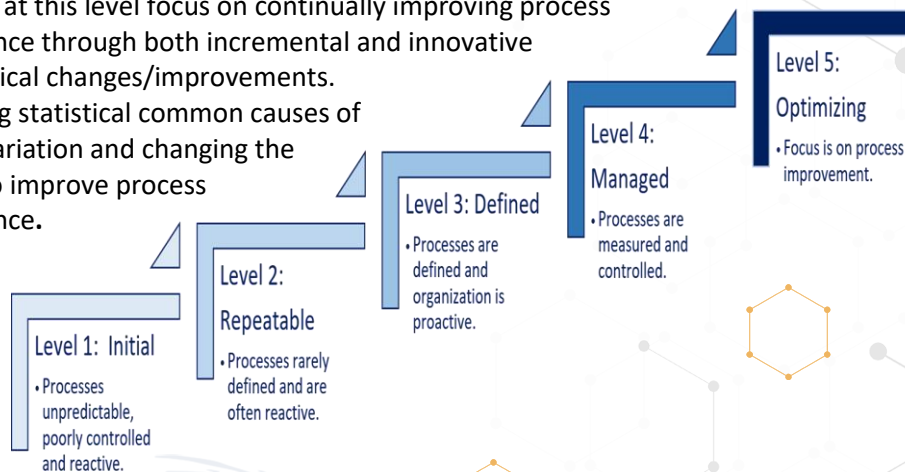 at this level focus on continually improving process
nce through both incremental and innovative
ical changes/improvements.
g statistical common causes of
ariation and changing the
o improve process
nce.
Level 1: Initial
• Processes
unpredictable,
poorly controlled
and reactive.
Level 2:
Repeatable
• Processes rarely
defined and are
often reactive.
Level 3: Defined
• Processes are
defined and
organization is
proactive.
Level 4:
Managed
• Processes are
measured and
controlled.
Level 5:
Optimizing
• Focus is on process
improvement.